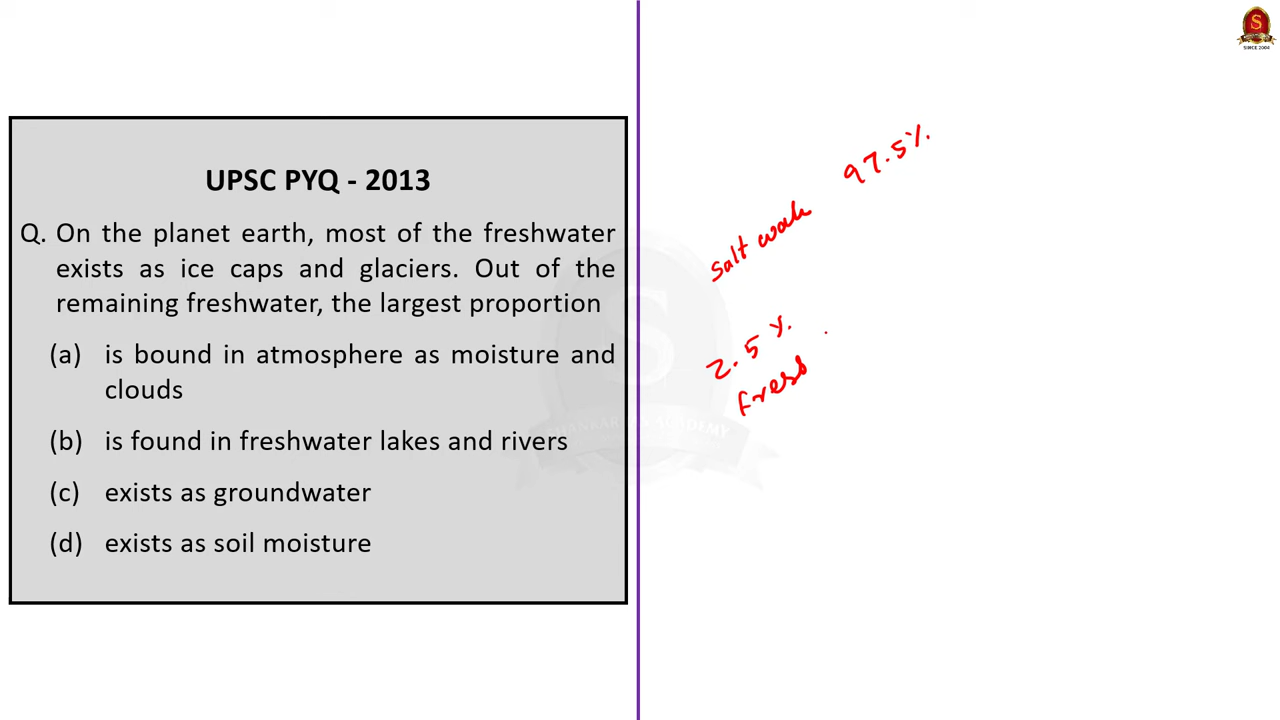 UPSC PYQ - 2013
Q. On the planet earth, most of the freshwater
exists as ice caps and glaciers. Out of the
remaining freshwater, the largest proportion
(a) is bound in atmosphere as moisture and
clouds
(b) is found in freshwater lakes and rivers
(c) exists as groundwater
(d) exists as soil moisture
97.5%.
Salt
2.5 %.
S
SINCE 2004